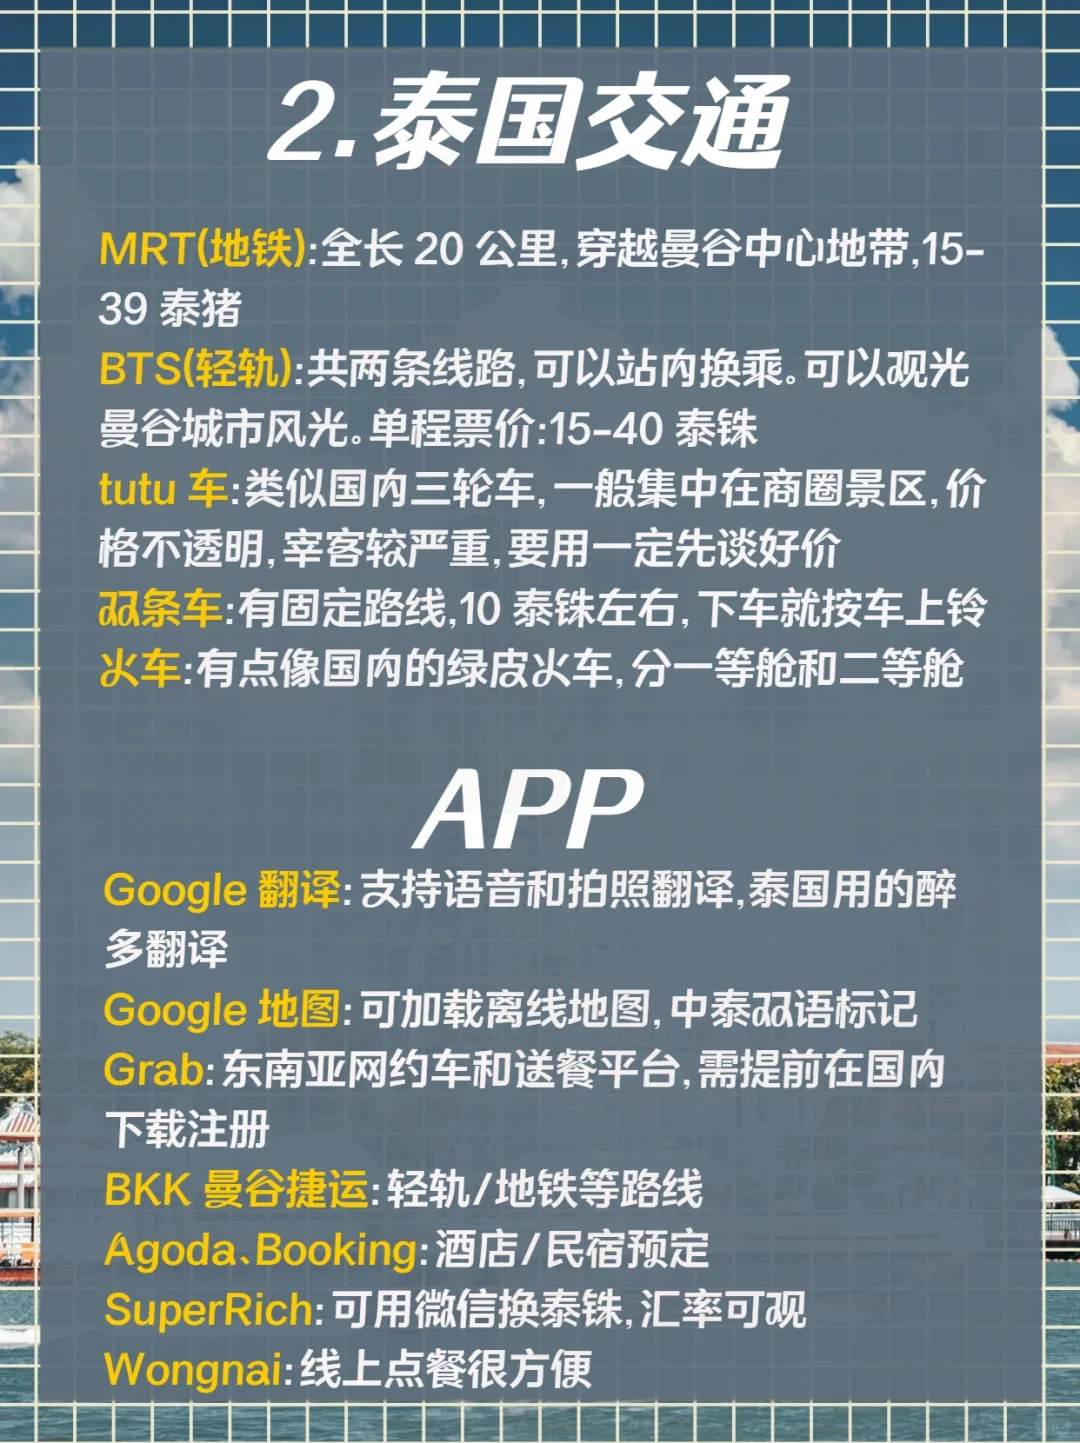 2.泰国交通
MRT(地铁):全长 20 公里,穿越曼谷中心地带,15-
39 泰猪
BTS(轻轨):共两条线路,可以站内换乘。可以观光
曼谷城市风光。单程票价:15-40 泰铢
tutu 车:类似国内三轮车,一般集中在商圈景区,价
格不透明,宰客较严重,要用一定先谈好价
双条车:有固定路线,10 泰铢左右,下车就按车上铃
火车:有点像国内的绿皮火车,分一等舱和二等舱
APP
Google 翻译:支持语音和拍照翻译,泰国用的醉
多翻译
Google 地图:可加载离线地图,中泰双语标记
Grab:东南亚网约车和送餐平台,需提前在国内
下载注册
BKK 曼谷捷运:轻轨/地铁等路线
Agoda、Booking:酒店/民宿预定
SuperRich:可用微信换泰铢,汇率可观
Wongnai:线上点餐很方便